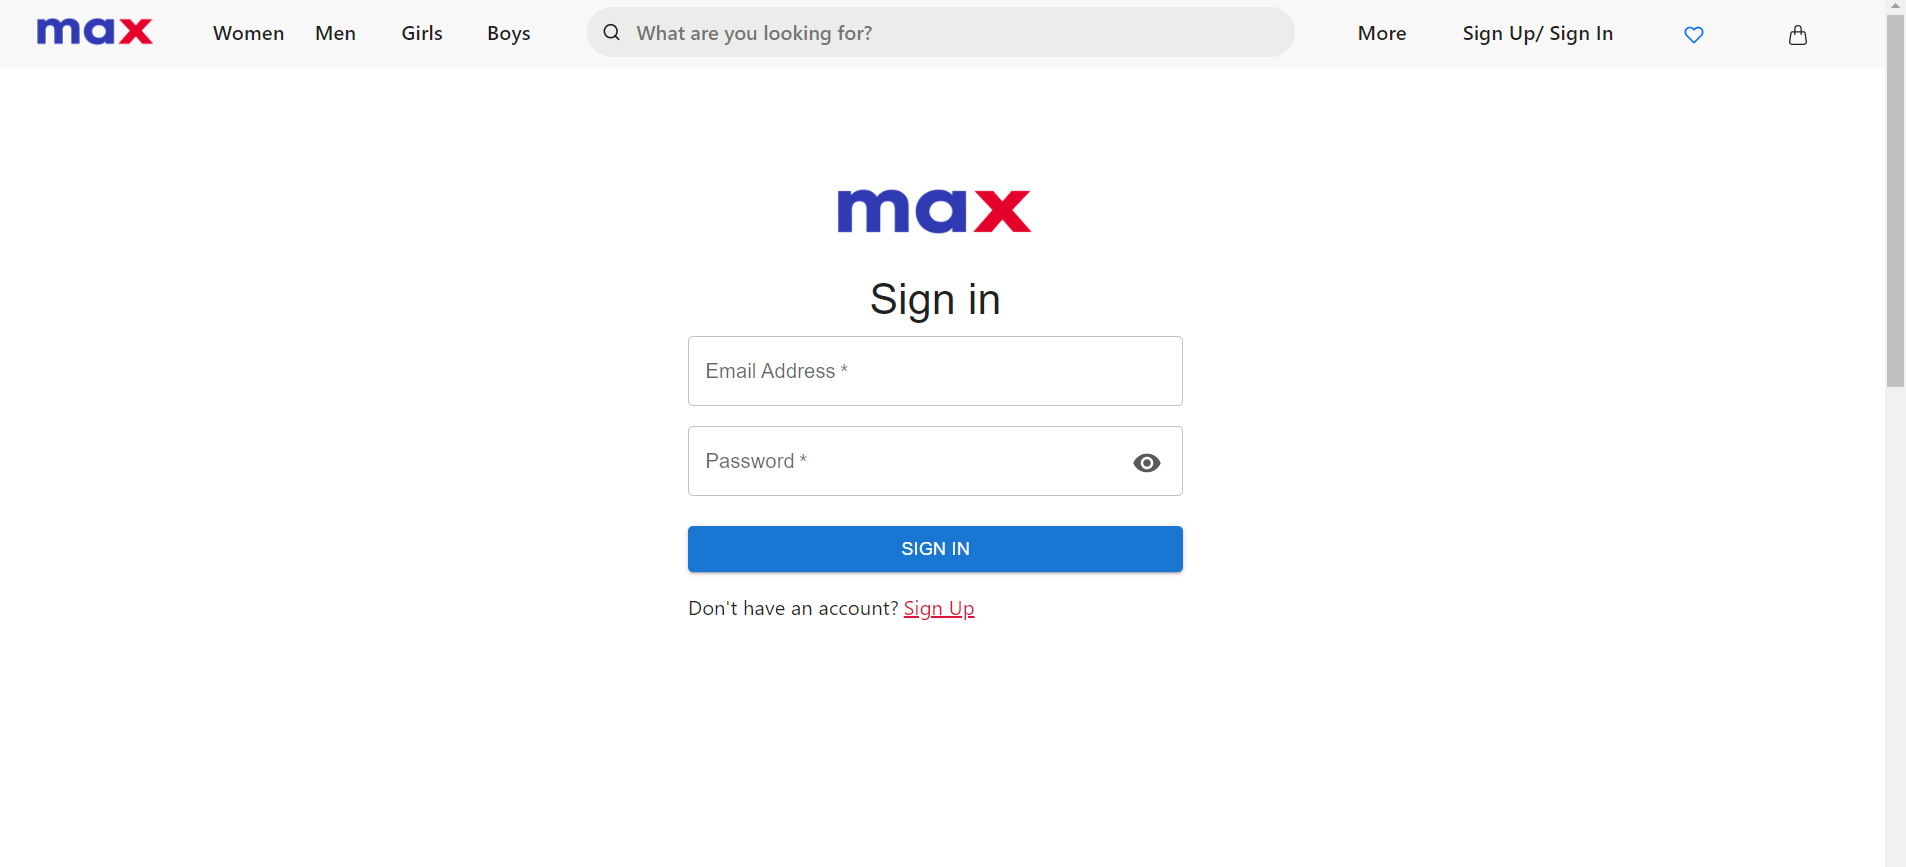 max Women Men Girls Boys What are you looking for? More Sign Up/ Sign In
max
Sign in
Email Address *
Password *
SIGN IN
Don't have an account? Sign Up